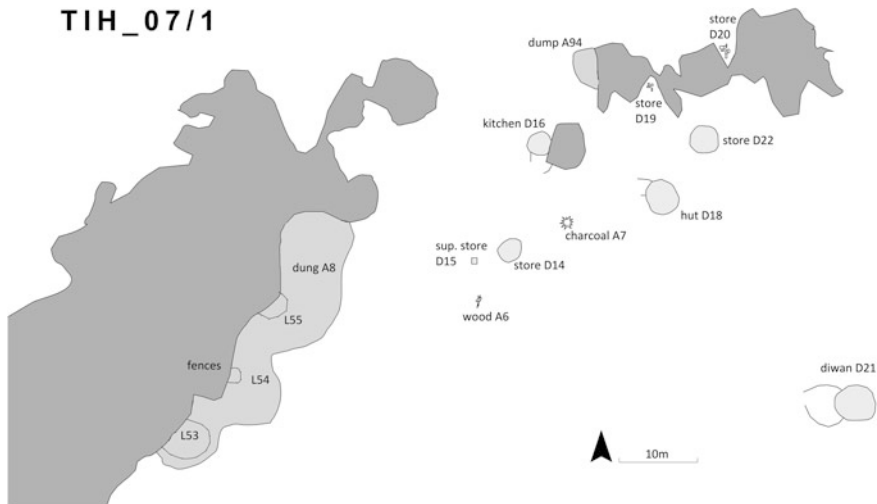 TIH_07/1
store
D20
dump A94
store
D19
kitchen D16
store D22
hut D18
charcoal A7
sup. store
D15
store D14
dung A8
wood A6
L55
fences
L54
diwan D21
L53
10m